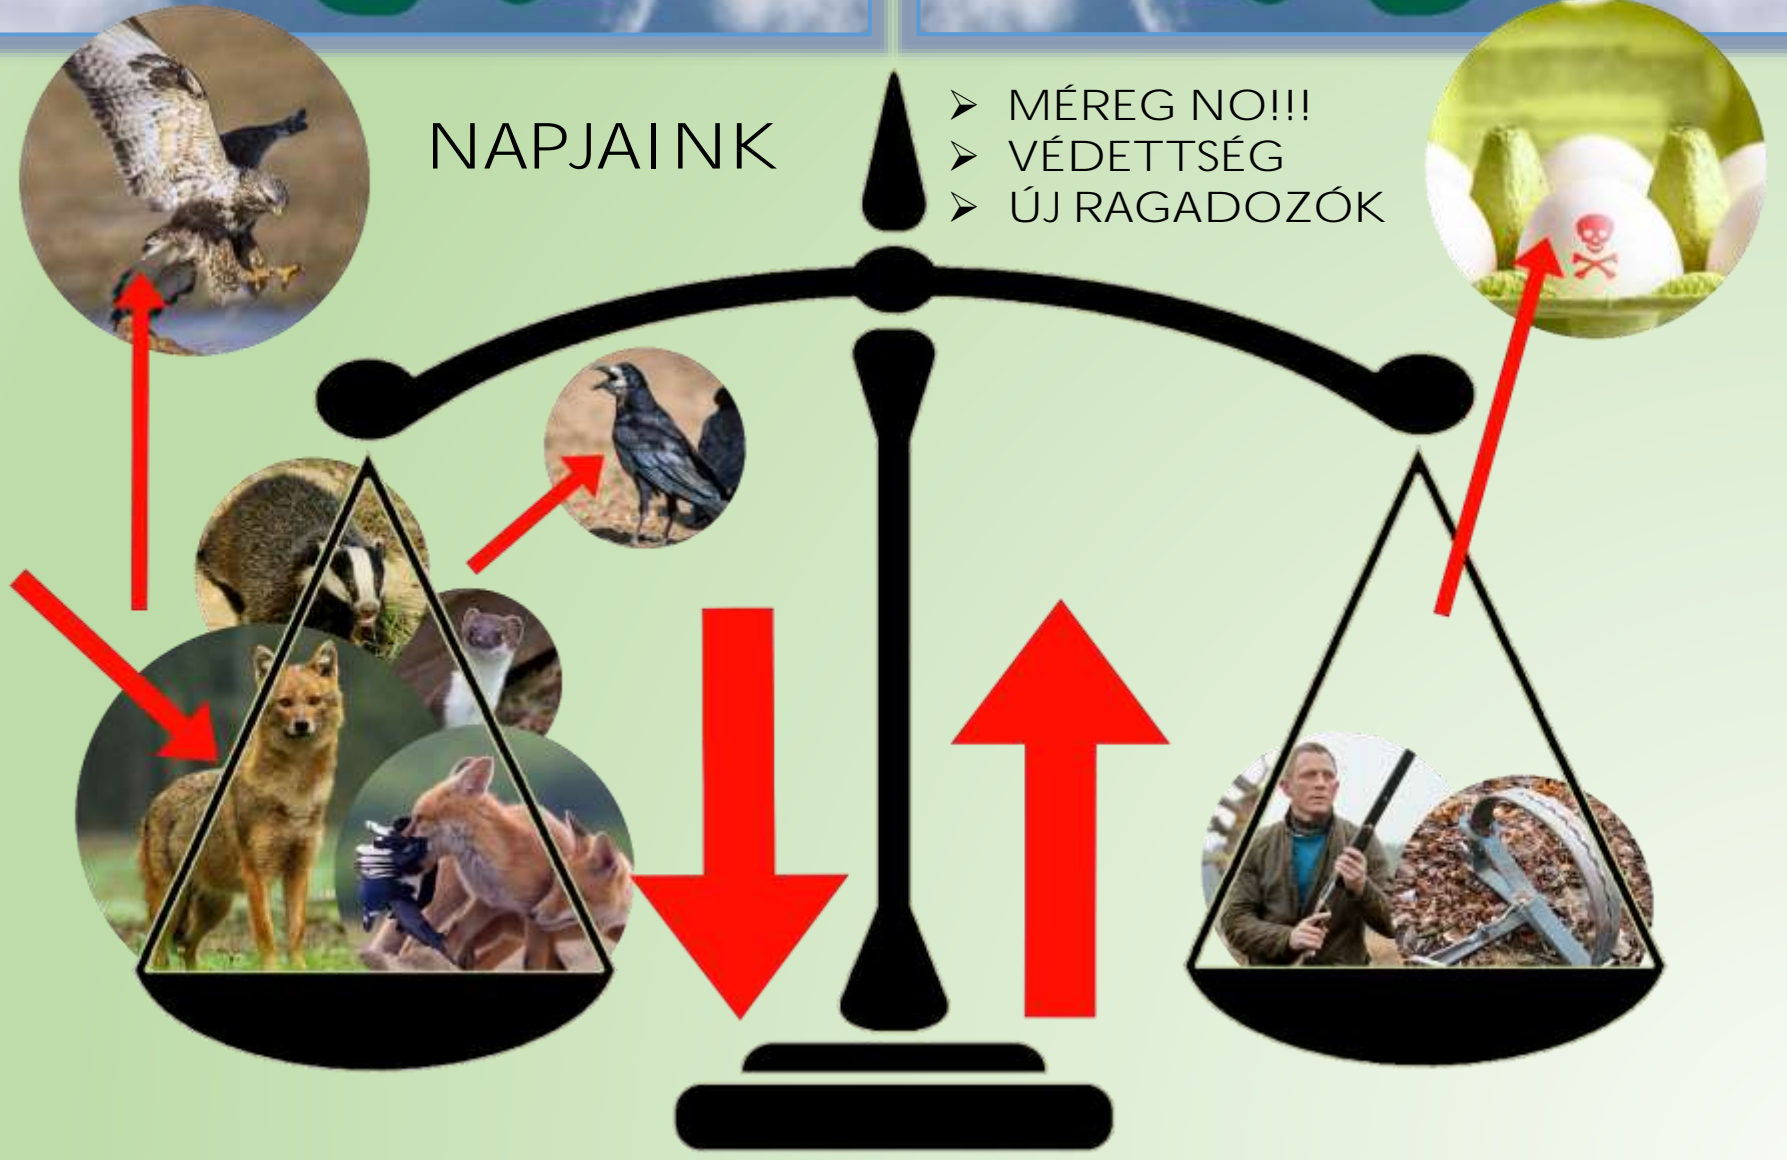 NAPJAINK
➢ MÉREG NO!!!
➢ VÉDETTSÉG
➢ ÚJ RAGADOZÓK